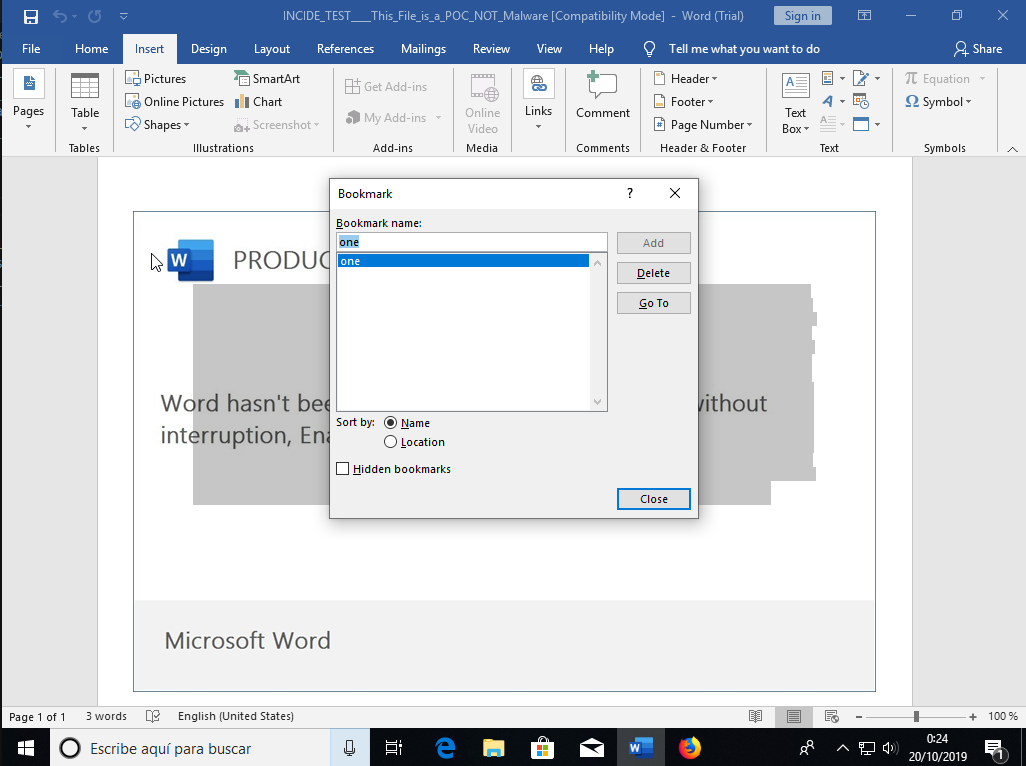 INCIDE_TEST___This_File_is_a_POC_NOT_Malware [Compatibility Mode] - Word (Trial)
Sign in
File Home Insert Design Layout References Mailings Review View Help Tell me what you want to do Share
Pages
Table
Pictures
Online Pictures
Shapes
SmartArt
Chart
Screenshot
Get Add-ins
My Add-ins
Online
Video
Links
Comment
Header
Footer
Page Number
Text
Box
Equation
Symbol
Tables Illustrations Add-ins Media Comments Header & Footer Text Symbols
Bookmark
?
Bookmark name:
one
one
Add
Delete
Go To
Sort by: Name
Location
Hidden bookmarks
Close
W PRODUC
Word hasn't bee
without
interruption, Ena
Microsoft Word
Page 1 of 1 3 words English (United States) 100 %
Escribe aquí para buscar
0:24
20/10/2019
1